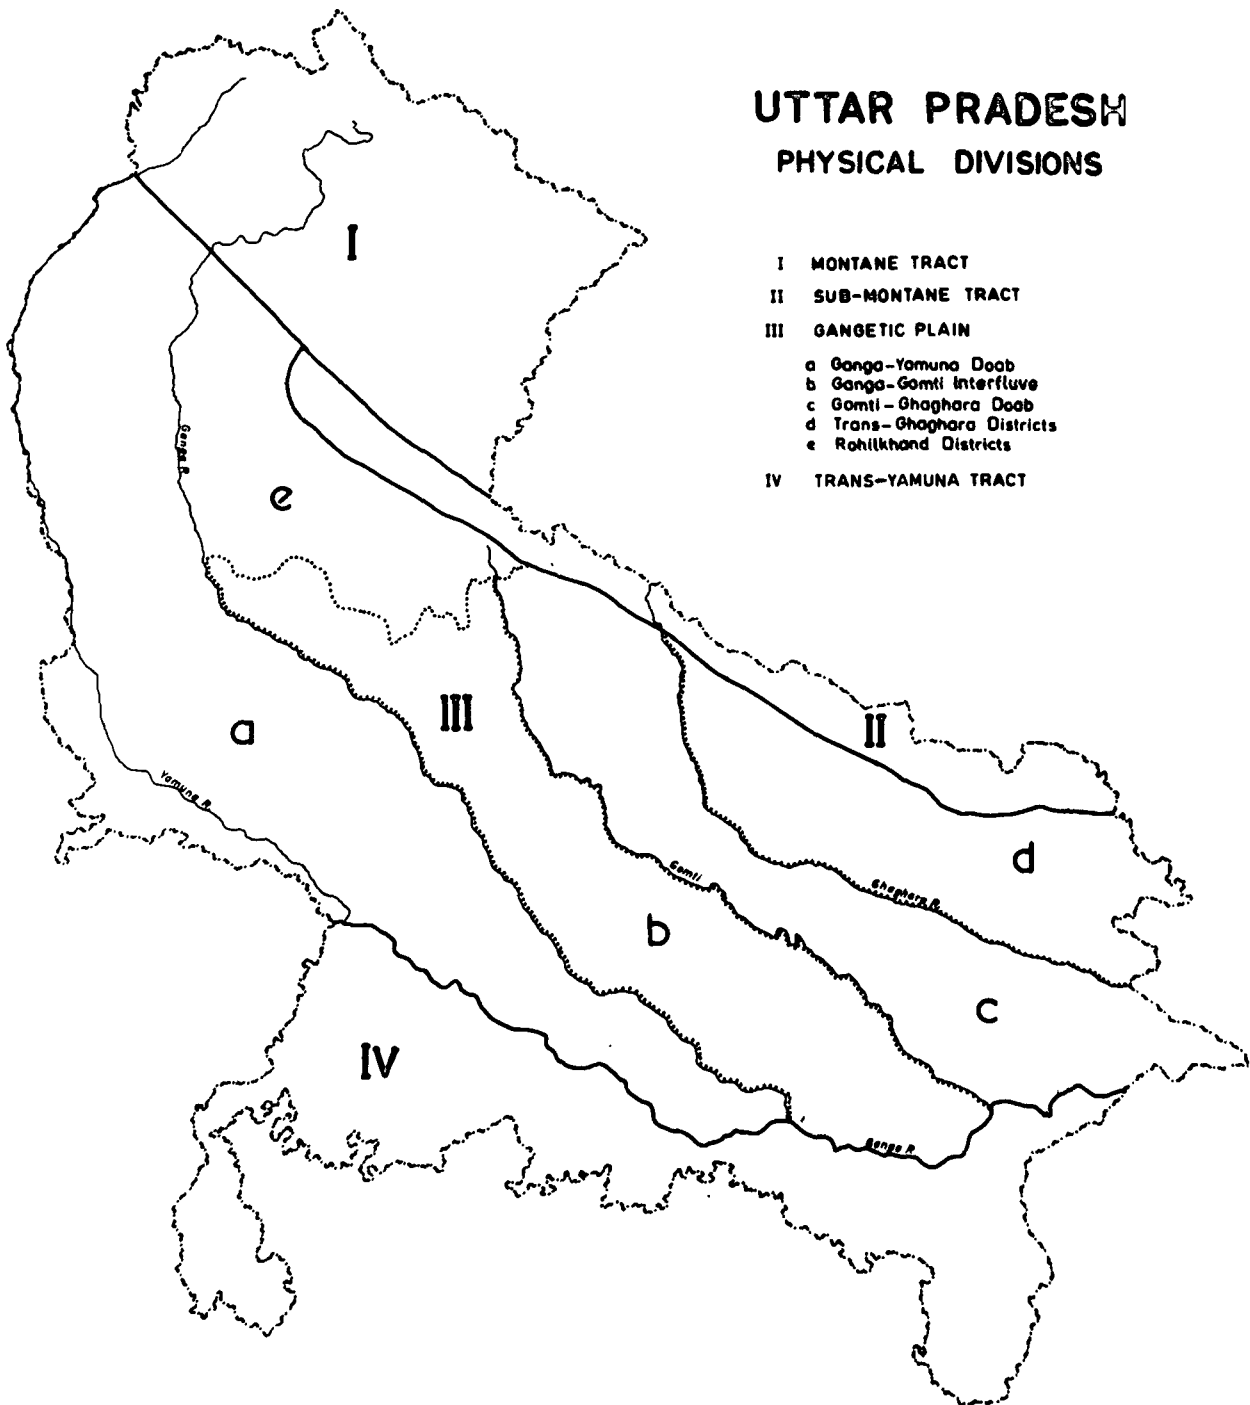 UTTAR PRADESH
PHYSICAL DIVISIONS
I MONTANE TRACT
II SUB-MONTANE TRACT
III GANGETIC PLAIN
a Ganga-Yamuna Doab
b Ganga-Gomti Interfluve
c Gomti-Ghaghara Doab
d Trans-Ghaghara Districts
e Rohilkhand Districts
IV TRANS-YAMUNA TRACT
I
Ganga R.
e
III
a
II
Yamuna R.
d
Gomti
Ghaghara R.
b
c
IV
Ganga R.